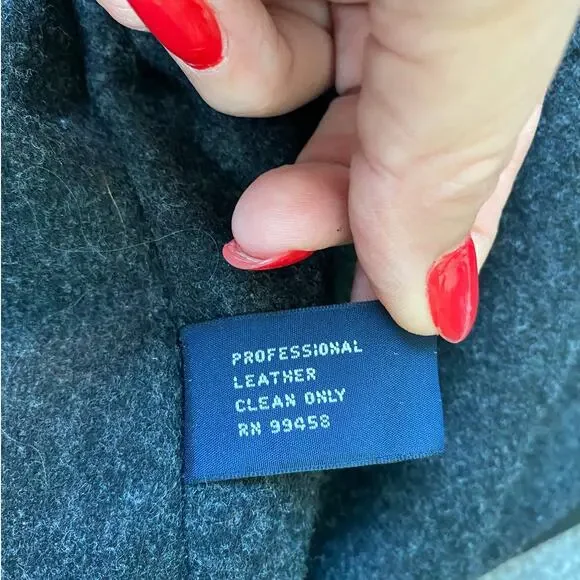 PROFESSIONAL
LEATHER
CLEAN ONLY
RN 99458